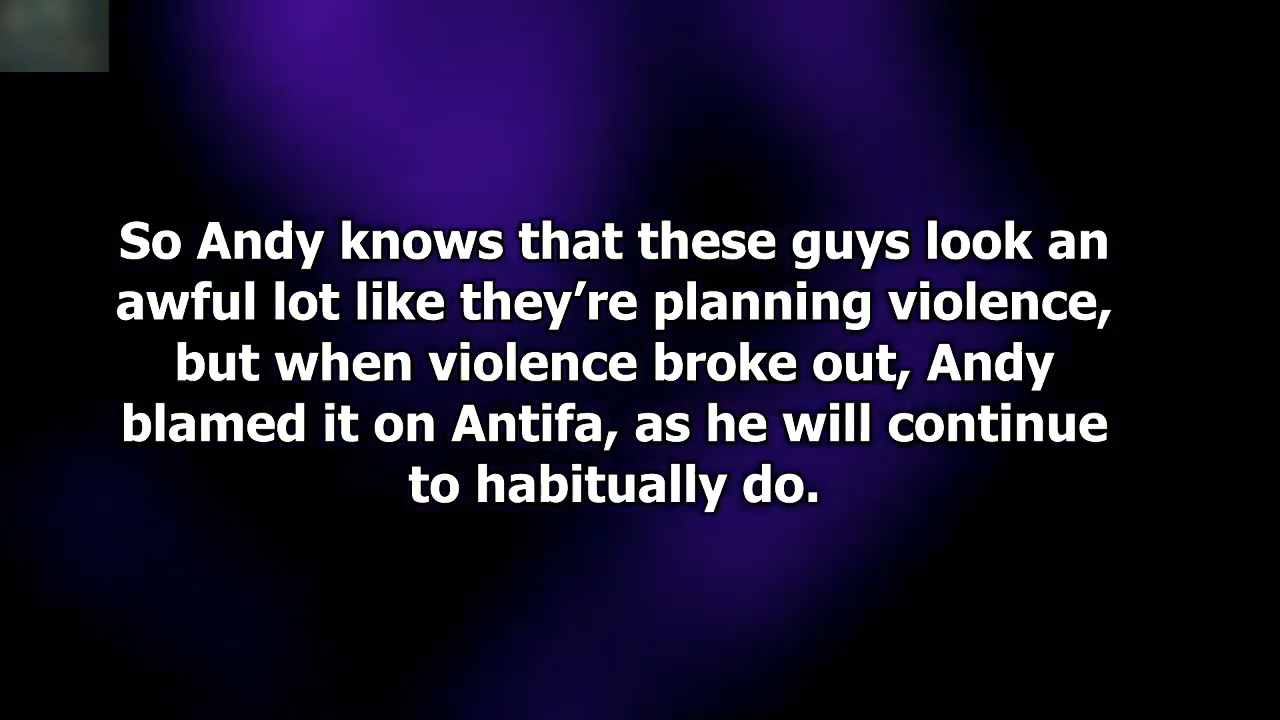 So Andy knows that these guys look an
awful lot like they’re planning violence,
but when violence broke out, Andy
blamed it on Antifa, as he will continue
to habitually do.